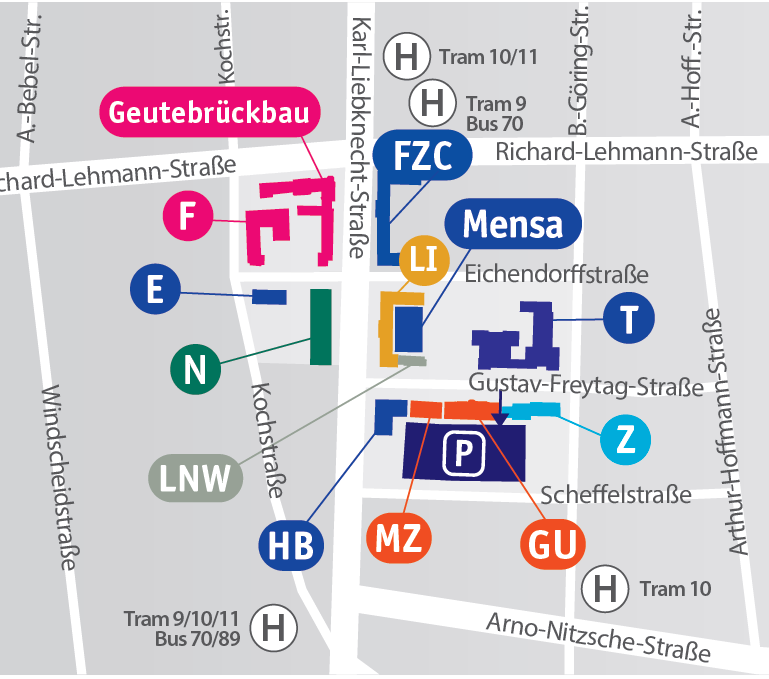 A.-Bebel-Str.
Kochstr.
Karl-Liebknecht-Straße
B.-Göring-Str.
A.-Hoff.-Str.
H
Tram 10/11
H
Tram 9
Bus 70
Geutebrückbau
FZC
Richard-Lehmann-Straße
chard-Lehmann-Straße
F
Mensa
LI
Eichendorffstraße
E
T
N
Gustav-Freytag-Straße
Windscheidstraße
Kochstraße
Arthur-Hoffmann-Straße
Z
P
LNW
Scheffelstraße
HB
MZ
GU
H
Tram 10
Tram 9/10/11
Bus 70/89
H
Arno-Nitzsche-Straße